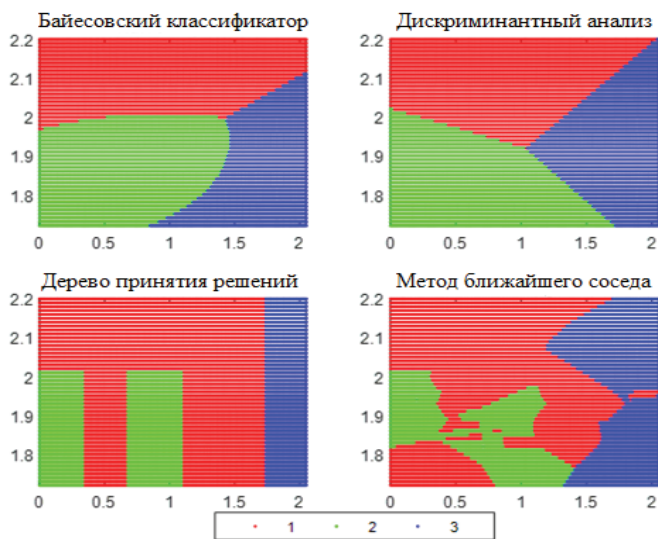 Байесовский классификатор
Дискриминантный анализ
2.2
2.1
2
1.9
1.8
0 0.5 1 1.5 2
2.2
2.1
2
1.9
1.8
0 0.5 1 1.5 2
Дерево принятия решений
Метод ближайшего соседа
2.2
2.1
2
1.9
1.8
0 0.5 1 1.5 2
2.2
2.1
2
1.9
1.8
0 0.5 1 1.5 2
1 2 3